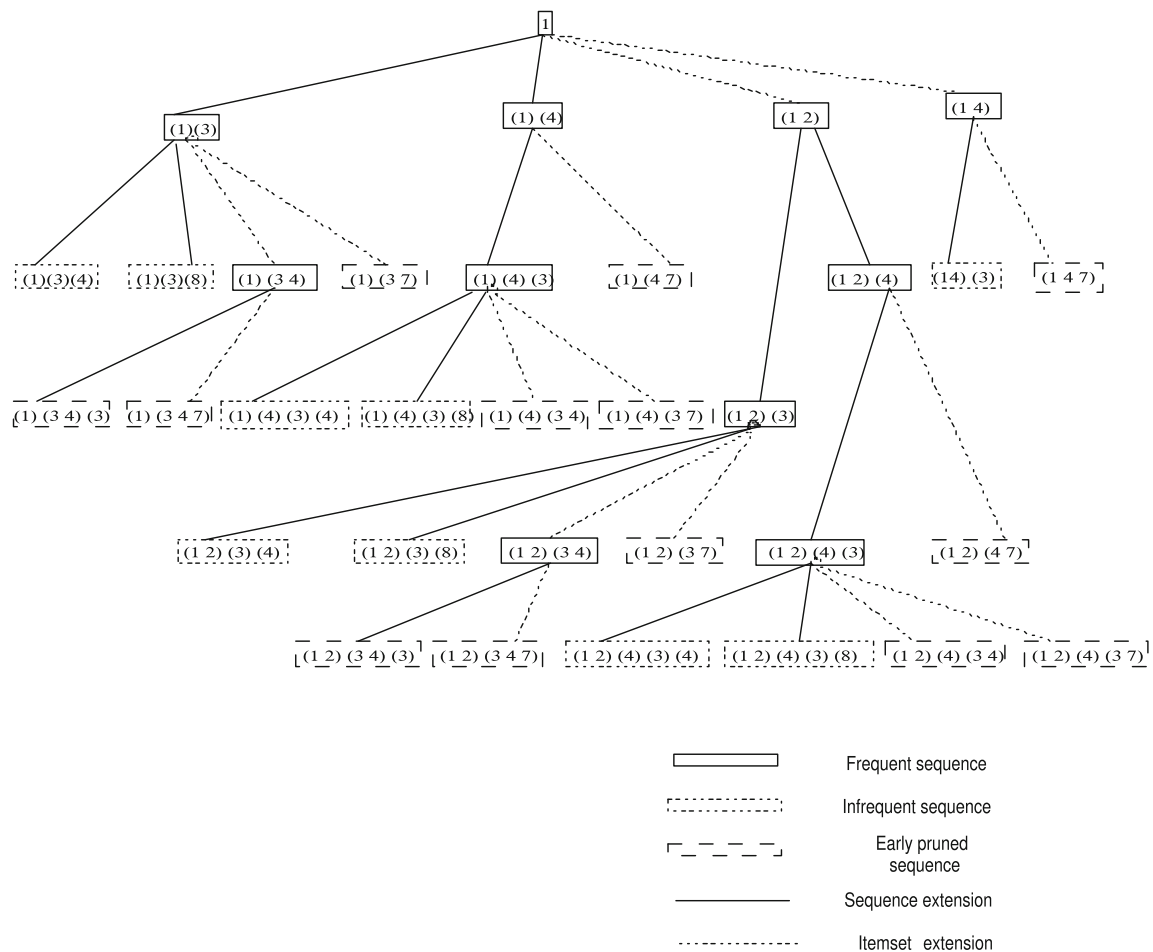 1
(1)(3) (1) (4) (1 2) (1 4)
(1)(3)(4) (1)(3)(8) (1) (3 4) (1) (3 7) (1) (4) (3) (1) (4 7) (1 2) (4) (14) (3) (1 4 7)
(1) (3 4) (3) (1) (3 4 7) (1) (4) (3) (4) (1) (4) (3) (8) (1) (4) (3 4) (1) (4) (3 7) (1 2) (3)
(1 2) (3) (4) (1 2) (3) (8) (1 2) (3 4) (1 2) (3 7) (1 2) (4) (3) (1 2) (4 7)
(1 2) (3 4) (3) (1 2) (3 4 7) (1 2) (4) (3) (4) (1 2) (4) (3) (8) (1 2) (4) (3 4) (1 2) (4) (3 7)
Frequent sequence
Infrequent sequence
Early pruned
sequence
Sequence extension
Itemset extension